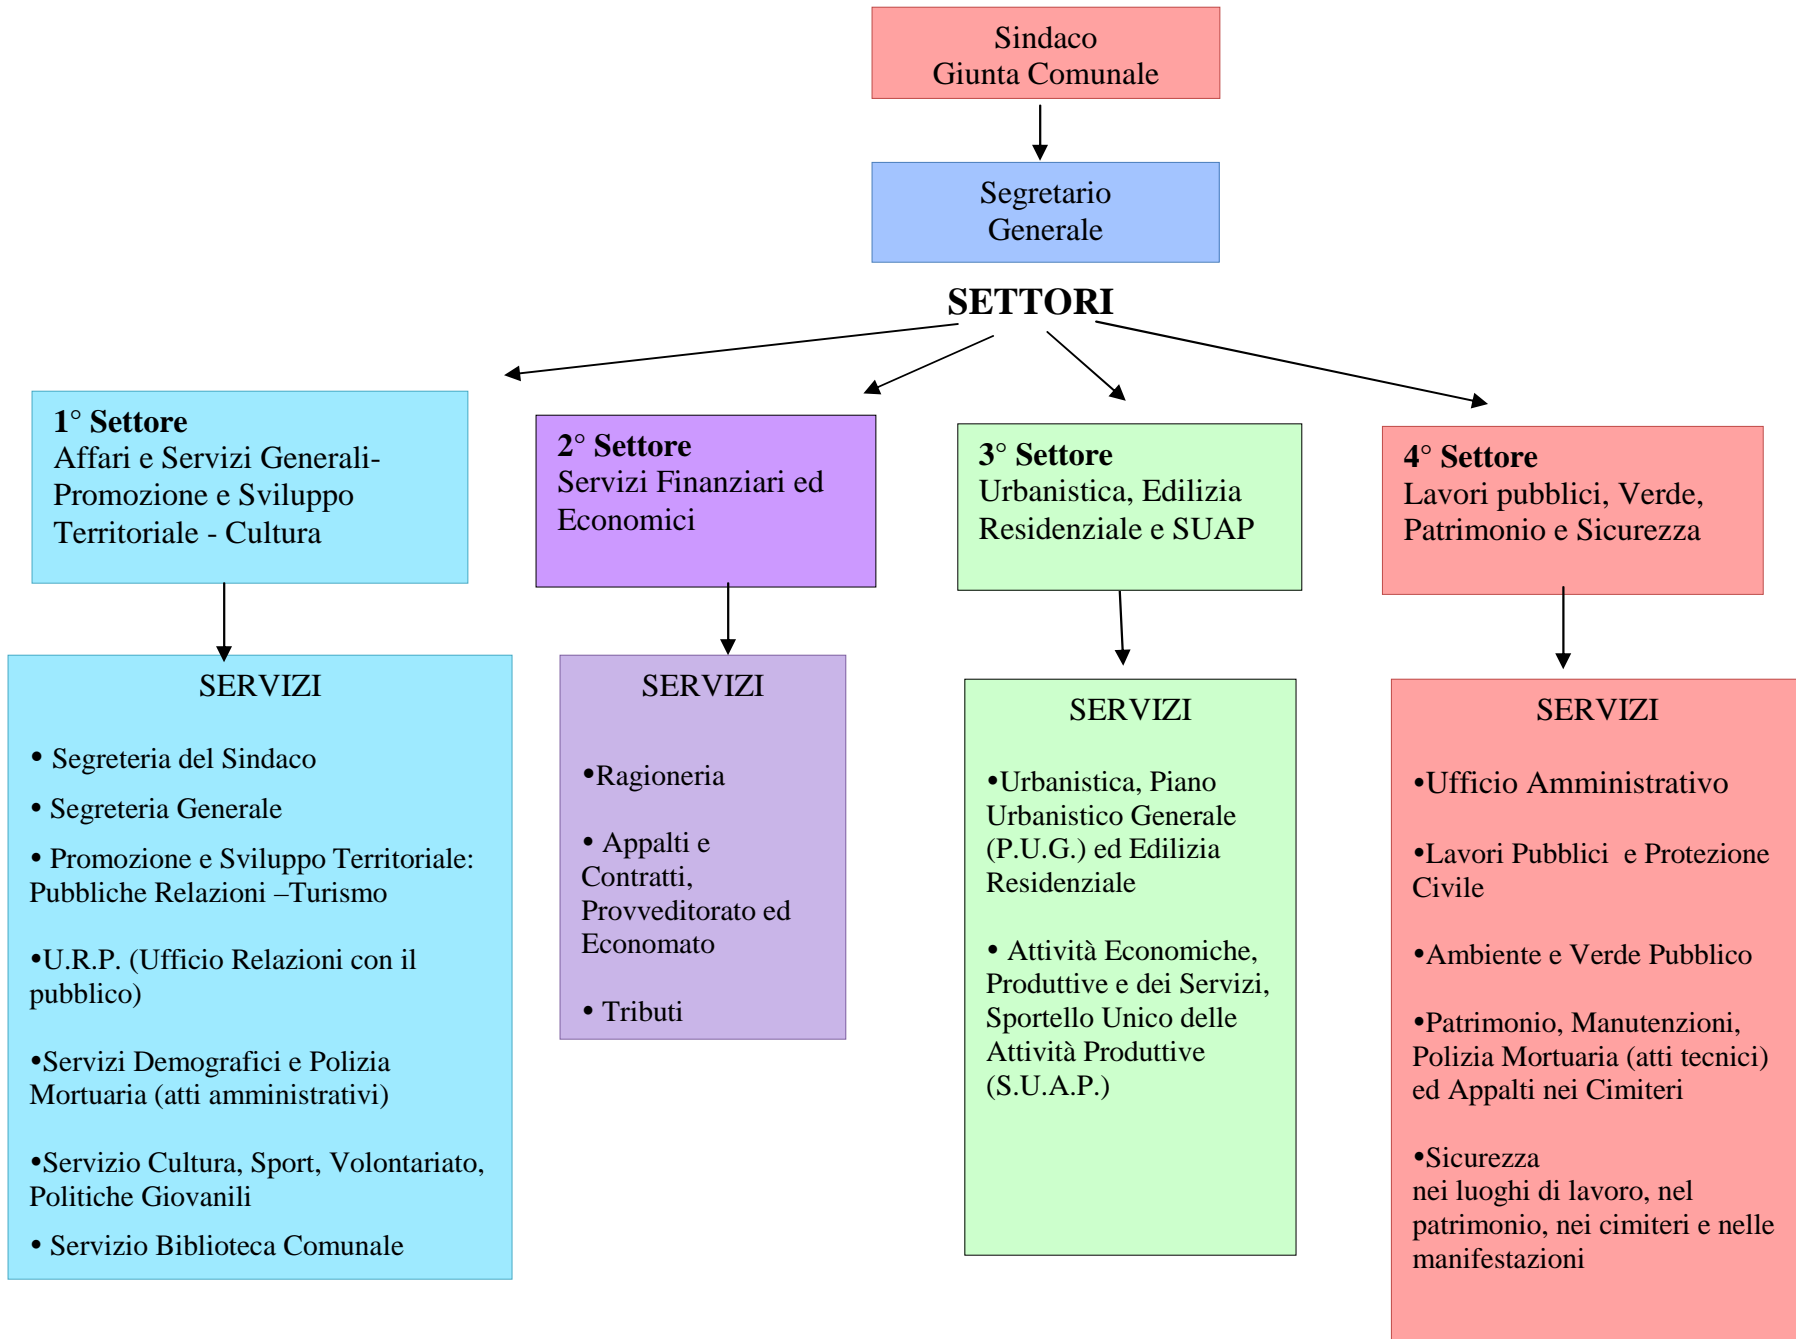 Sindaco
Giunta Comunale
Segretario
Generale
SETTORI
1° Settore
Affari e Servizi Generali-
Promozione e Sviluppo
Territoriale - Cultura
2° Settore
Servizi Finanziari ed
Economici
3° Settore
Urbanistica, Edilizia
Residenziale e SUAP
4° Settore
Lavori pubblici, Verde,
Patrimonio e Sicurezza
SERVIZI
• Segreteria del Sindaco
• Segreteria Generale
• Promozione e Sviluppo Territoriale:
Pubbliche Relazioni –Turismo
•U.R.P. (Ufficio Relazioni con il
pubblico)
•Servizi Demografici e Polizia
Mortuaria (atti amministrativi)
•Servizio Cultura, Sport, Volontariato,
Politiche Giovanili
• Servizio Biblioteca Comunale
SERVIZI
•Ragioneria
• Appalti e
Contratti,
Provveditorato ed
Economato
• Tributi
SERVIZI
•Urbanistica, Piano
Urbanistico Generale
(P.U.G.) ed Edilizia
Residenziale
• Attività Economiche,
Produttive e dei Servizi,
Sportello Unico delle
Attività Produttive
(S.U.A.P.)
SERVIZI
•Ufficio Amministrativo
•Lavori Pubblici  e Protezione
Civile
•Ambiente e Verde Pubblico
•Patrimonio, Manutenzioni,
Polizia Mortuaria (atti tecnici)
ed Appalti nei Cimiteri
•Sicurezza
nei luoghi di lavoro, nel
patrimonio, nei cimiteri e nelle
manifestazioni